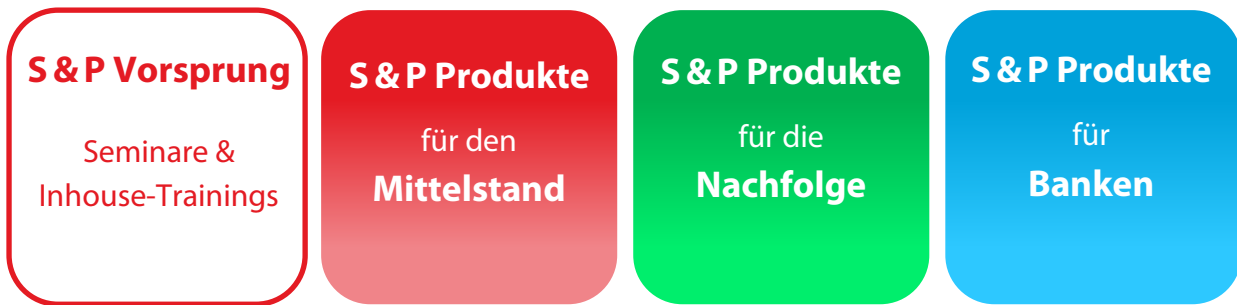 S & P Vorsprung
Seminare &
Inhouse-Trainings
S & P Produkte
für den
Mittelstand
S & P Produkte
für die
Nachfolge
S & P Produkte
für
Banken